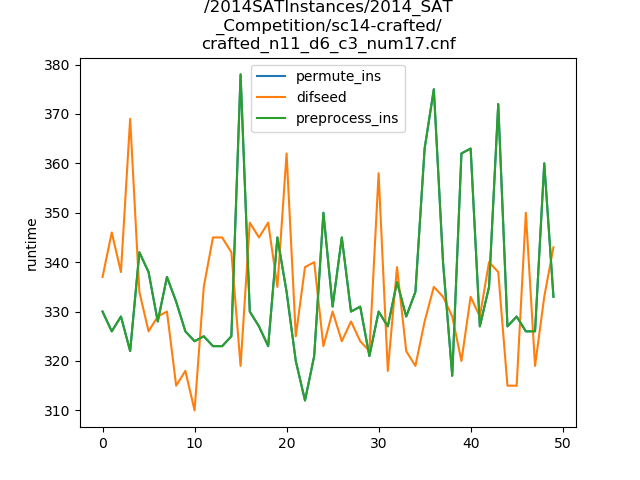 /2014SATInstances/2014_SAT
_Competition/sc14-crafted/
crafted_n11_d6_c3_num17.cnf
380
370
360
350
340
330
320
310
runtime
permute_ins
difseed
preprocess_ins
0
10
20
30
40
50